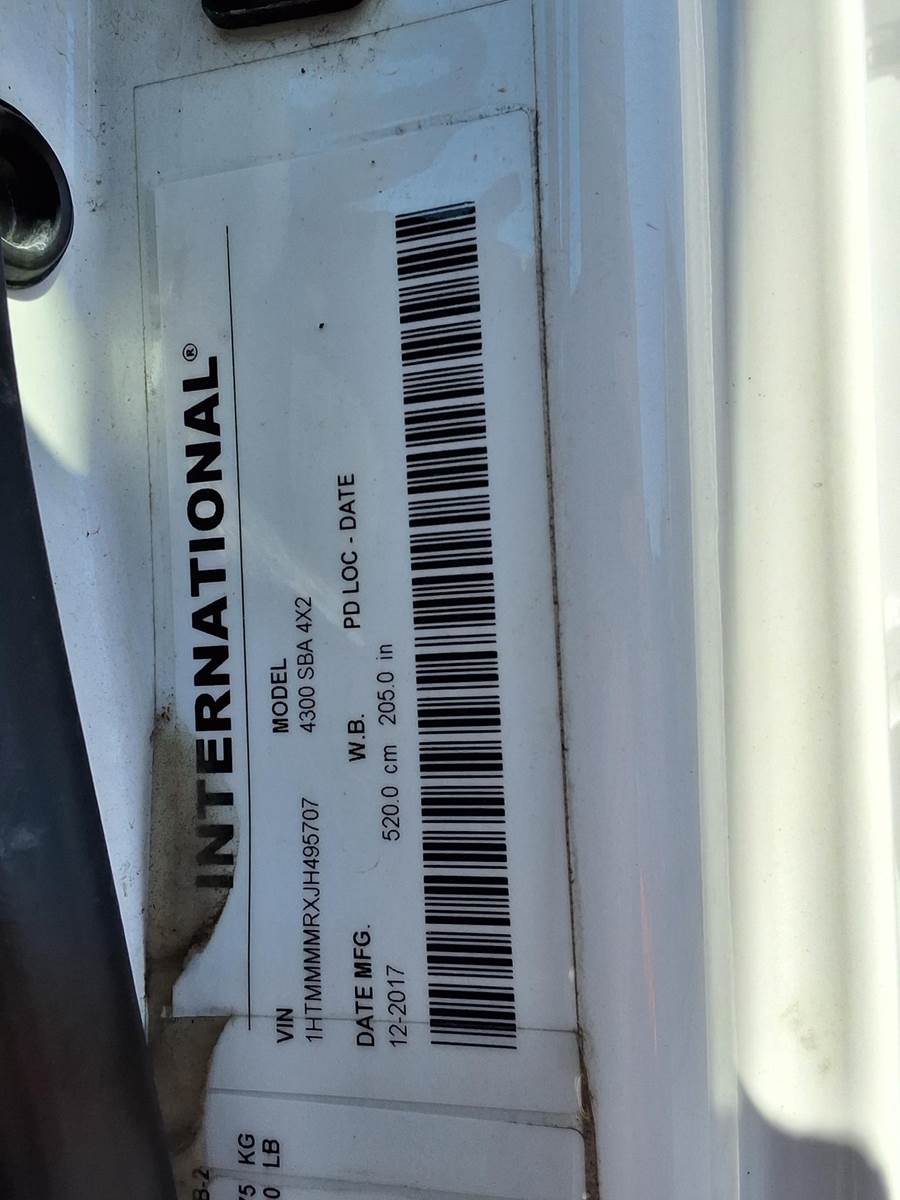 INTERNATIONAL®
VIN MODEL
1HTMMMMRXJH495707 4300 SBA 4X2
DATE MFG. W.B. PD LOC - DATE
12-2017 520.0 cm 205.0 in
KG
LB